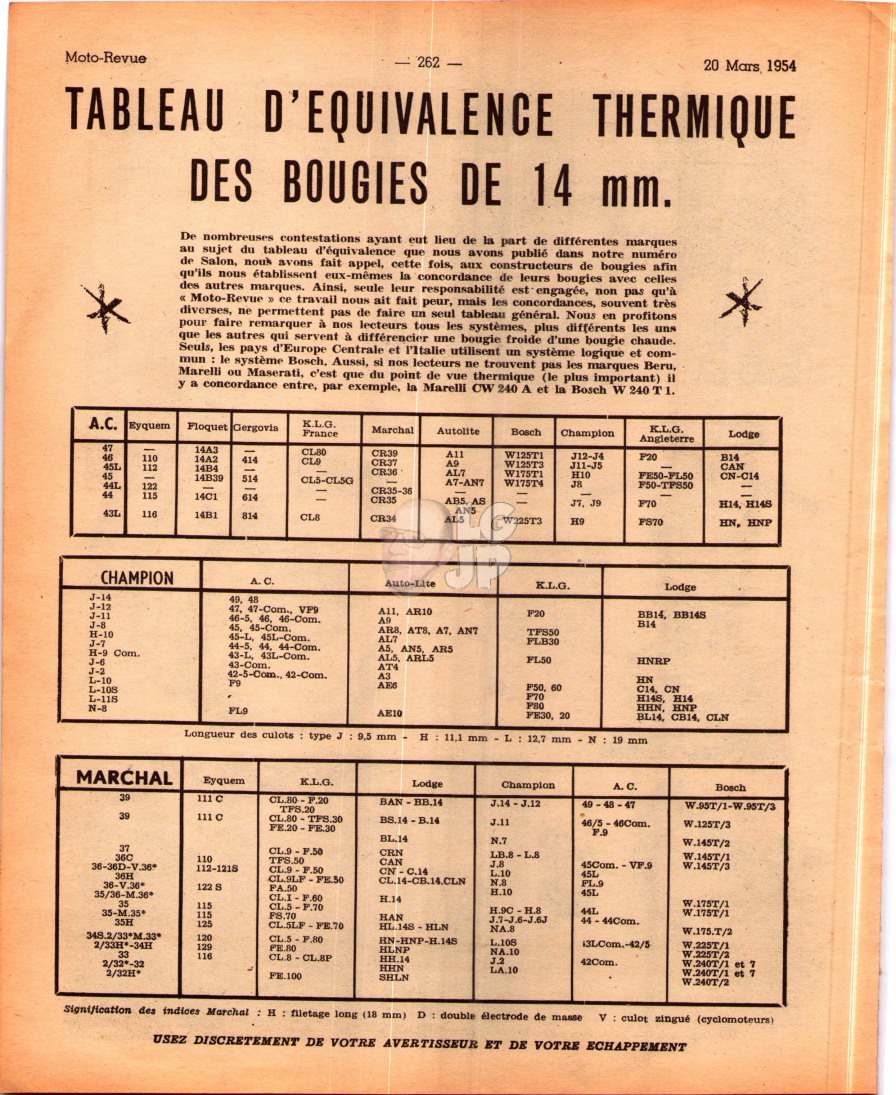 Moto-Revue — 262 — 20 Mars 1954
TABLEAU D'EQUIVALENCE THERMIQUE
DES BOUGIES DE 14 mm.
De nombreuses contestations ayant eut lieu de la part de différentes marques
au sujet du tableau d'équivalence que nous avons publié dans notre numéro
de Salon, nous avons fait appel, cette fois, aux constructeurs de bougies afin
qu'ils nous établissent eux-mêmes la concordance de leurs bougies avec celles
des autres marques. Ainsi, seule leur responsabilité est engagée, non pas qu'à
« Moto-Revue » ce travail nous ait fait peur, mais les concordances, souvent très
diverses, ne permettent pas de faire un seul tableau général. Nous en profitons
pour faire remarquer à nos lecteurs tous les systèmes, plus différents les uns
que les autres qui servent à différencier une bougie froide d'une bougie chaude.
Seuls, les pays d'Europe Centrale et l'Italie utilisent un système logique et com-
mun : le système Bosch. Aussi, si nos lecteurs ne trouvent pas les marques Beru,
Marelli ou Maserati, c'est que du point de vue thermique (le plus important) il
y a concordance entre, par exemple, la Marelli CW 240 A et la Bosch W 240 T 1.
A.C. Eyquem Floquet Gergovia K.L.G. France Marchal Autolite Bosch Champion K.L.G. Angleterre Lodge
47 — 14A3 — CL80 CR39 A11 W125T1 J12-J4 F20 B14
46 110 14A2 414 CL9 CR37 A9 W125T3 J11-J5 — CAN
45L 112 14B4 — — CR36 AL7 W175T1 H10 FE50-FL50 CN-C14
45 — 14B39 514 CL5-CL5G — A7-AN7 W175T4 J8 F50-TFS50 —
44L 122 — — — CR35-36 — — — — —
44 115 14C1 614 — CR35 AB5, AS — J7, J9 F70 H14, H14S
AN5
43L 116 14B1 814 CL8 CR34 AL5 W225T3 H9 FS70 HN, HNP
LCJP
CHAMPION A. C. Auto-Lite K.L.G. Lodge
J-14 49, 48
J-12 47, 47-Com., VF9 A11, AR10 F20 BB14, BB14S
J-11 46-5, 46, 46-Com. A9 B14
J-8 45, 45-Com. AR8, AT8, A7, AN7 TFS50
H-10 45-L, 45L-Com. AL7 FLB30
J-7 44-5, 44, 44-Com. A5, AN5, AR5
H-9 Com. 43-L, 43L-Com. AL5, ARL5 FL50 HNRP
J-6 43-Com. AT4
J-2 42-5-Com., 42-Com. A3 HN
L-10 F9 AE6 F50, 60 C14, CN
L-10S F70 H14S, H14
L-11S F80 HHN, HNP
N-8 FL9 AE10 FE30, 20 BL14, CB14, CLN
Longueur des culots : type J : 9,5 mm - H : 11,1 mm - L : 12,7 mm - N : 19 mm
MARCHAL Eyquem K.L.G. Lodge Champion A. C. Bosch
39 111 C CL.80 - F.20 BAN - BB.14 J.14 - J.12 49 - 48 - 47 W.95T/1-W.95T/3
TFS.20
39 111 C CL.80 - TFS.30 BS.14 - B.14 J.11 46/5 - 46Com. W.125T/3
FE.20 - FE.30 F.9
BL.14 N.7 W.145T/2
37 CL.9 - F.50 CRN LB.8 - L.8 W.145T/1
36C 110 TFS.50 CAN J.8 45Com. - VF.9 W.145T/3
36-36D-V.36* 112-121S CL.9 - F.50 CN - C.14 L.10 45L
36H CL.9LF - FE.50 CL.14-CB.14.CLN N.8 FL.9
36-V.36* 122 S FA.50 H.10 45L
35/36-M.36* CL.I - F.60 H.14 W.175T/1
35 115 CL.5 - F.70 H.9C - H.8 44L W.175T/1
35-M.35* 115 FS.70 HAN J.7-J.6-J.6J 44 - 44Com.
35H 125 CL.5LF - FE.70 HL.14S - HLN NA.8 W.175.T/2
34S.2/33*M.33* 120 CL.5 - F.80 HN-HNP-H.14S L.10S 43LCom.-42/5 W.225T/1
2/33H*-34H 129 FE.80 HLNP NA.10 W.225T/2
33 116 CL.8 - CL.8P HH.14 J.2 42Com. W.240T/1 et 7
2/32*-32 HHN LA.10 W.240T/1 et 7
2/32H* FE.100 SHLN W.240T/2
Signification des indices Marchal : H : filetage long (18 mm) D : double électrode de masse V : culot zingué (cyclomoteurs)
USEZ DISCRETEMENT DE VOTRE AVERTISSEUR ET DE VOTRE ECHAPPEMENT